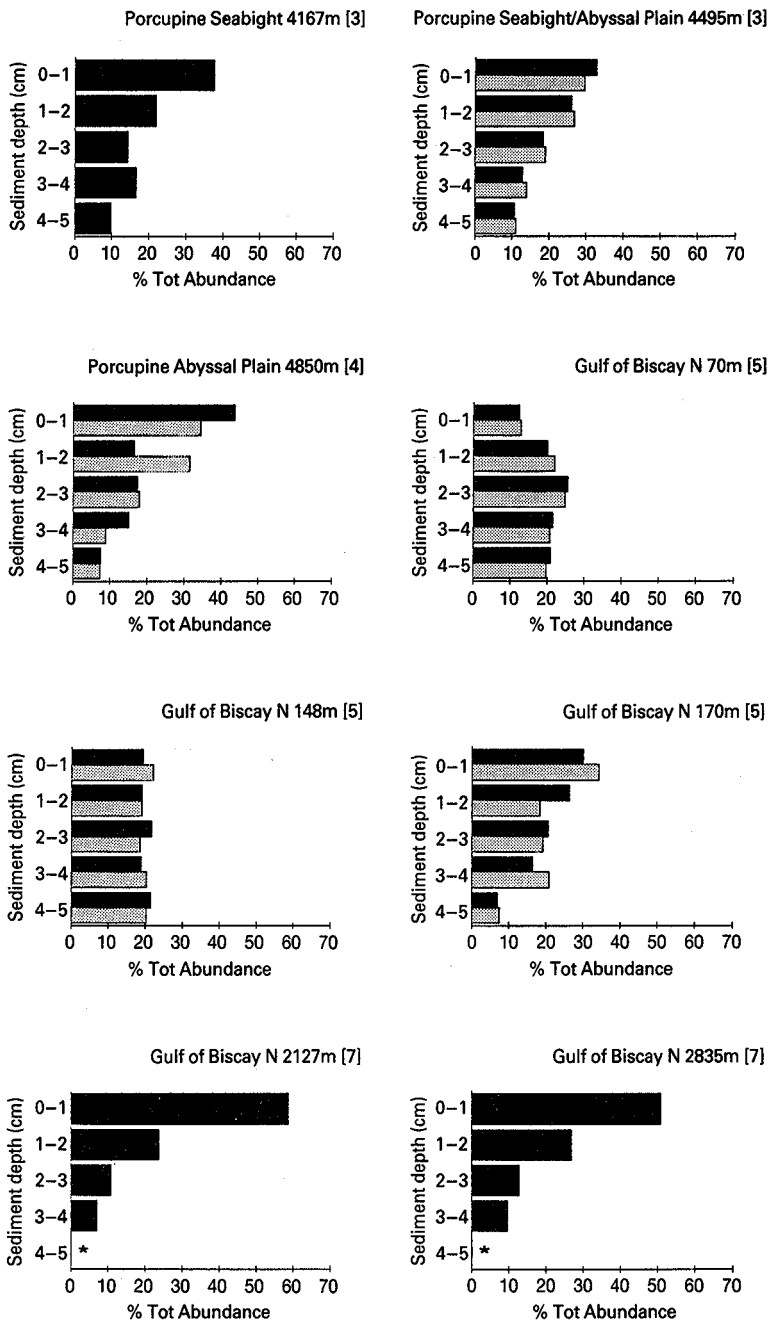 Porcupine Seabight 4167m [3]
Sediment depth (cm)
0–1
1–2
2–3
3–4
4–5
0 10 20 30 40 50 60 70
% Tot Abundance
Porcupine Seabight/Abyssal Plain 4495m [3]
Sediment depth (cm)
0–1
1–2
2–3
3–4
4–5
0 10 20 30 40 50 60 70
% Tot Abundance
Porcupine Abyssal Plain 4850m [4]
Sediment depth (cm)
0–1
1–2
2–3
3–4
4–5
0 10 20 30 40 50 60 70
% Tot Abundance
Gulf of Biscay N 70m [5]
Sediment depth (cm)
0–1
1–2
2–3
3–4
4–5
0 10 20 30 40 50 60 70
% Tot Abundance
Gulf of Biscay N 148m [5]
Sediment depth (cm)
0–1
1–2
2–3
3–4
4–5
0 10 20 30 40 50 60 70
% Tot Abundance
Gulf of Biscay N 170m [5]
Sediment depth (cm)
0–1
1–2
2–3
3–4
4–5
0 10 20 30 40 50 60 70
% Tot Abundance
Gulf of Biscay N 2127m [7]
Sediment depth (cm)
0–1
1–2
2–3
3–4
4–5 *
0 10 20 30 40 50 60 70
% Tot Abundance
Gulf of Biscay N 2835m [7]
Sediment depth (cm)
0–1
1–2
2–3
3–4
4–5 *
0 10 20 30 40 50 60 70
% Tot Abundance